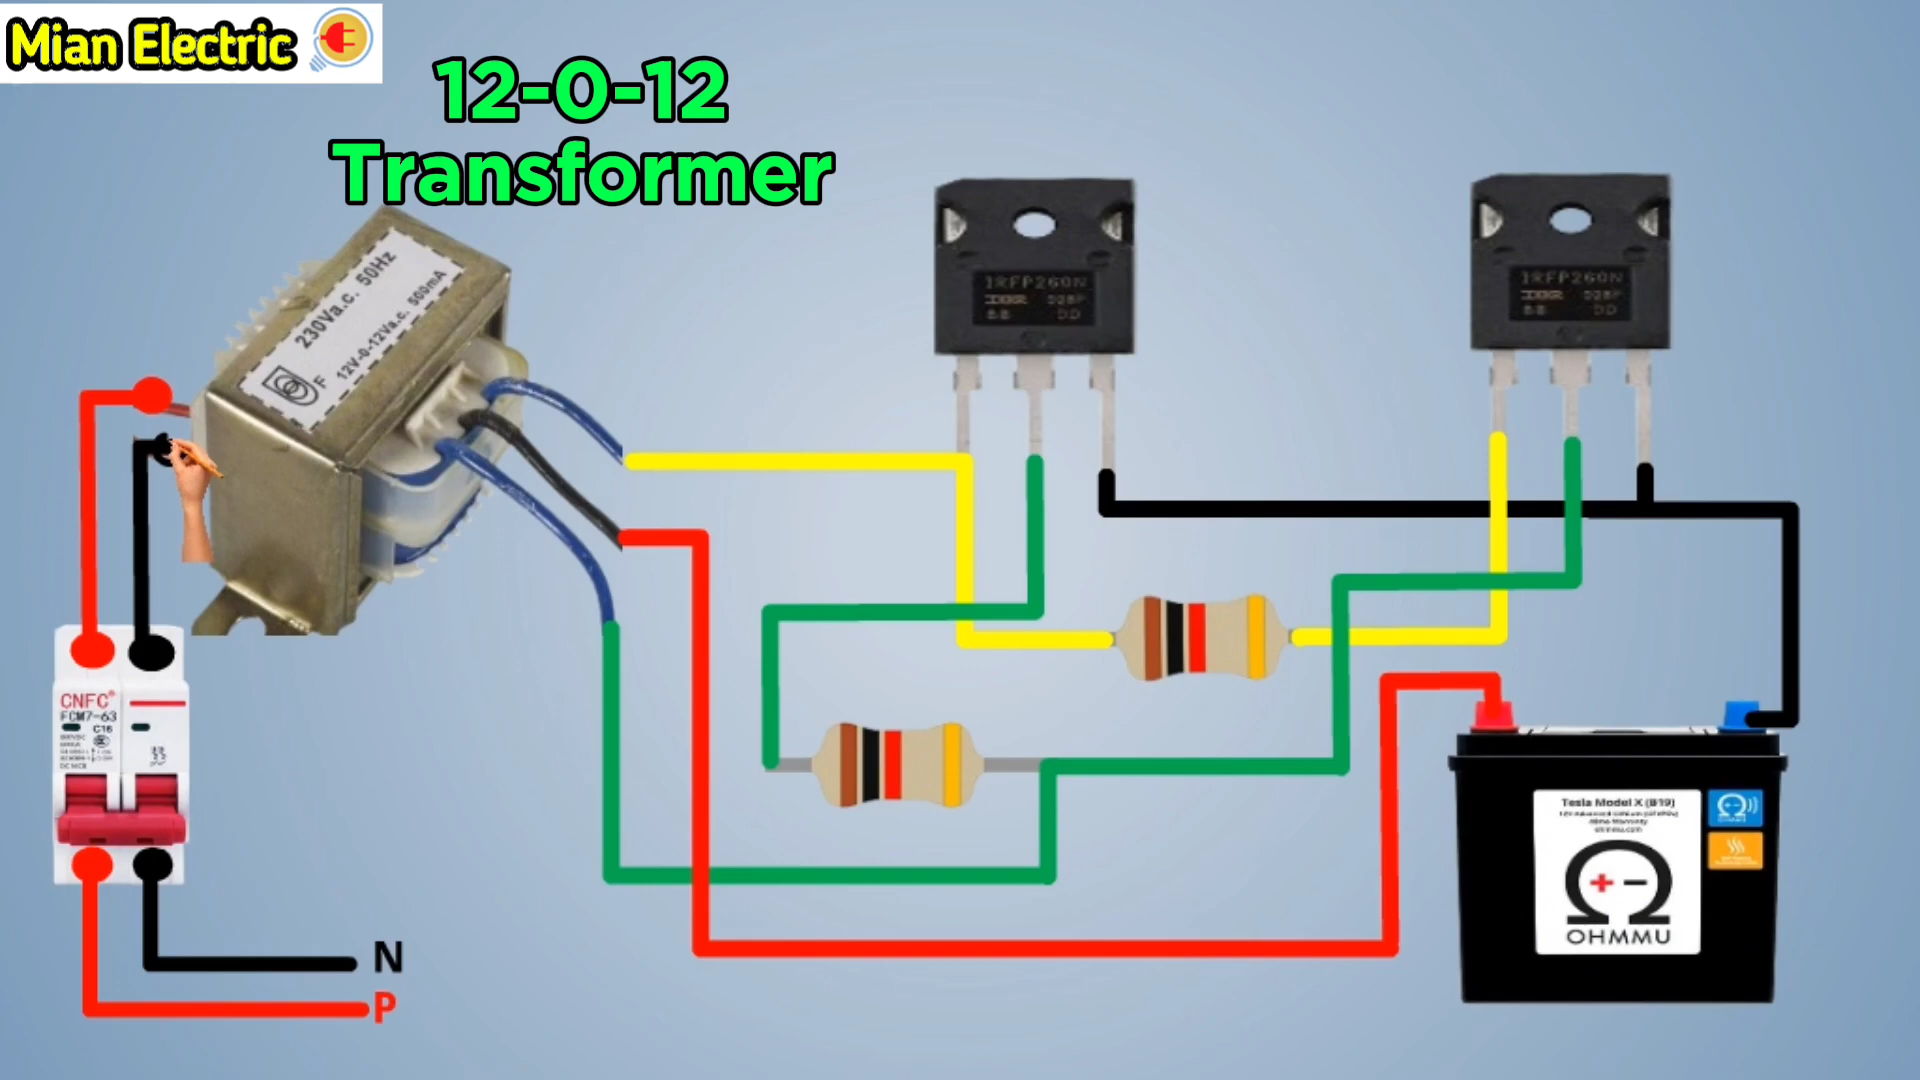 Mian Electric
12-0-12
Transformer
230Va.c. 50Hz
12V-0-12Va.c. 500mA
F
IRFP260N
IRFP260N
CNFC®
FCM7-63
C16
N
P
Tesla Model X (B19)
OHMMU